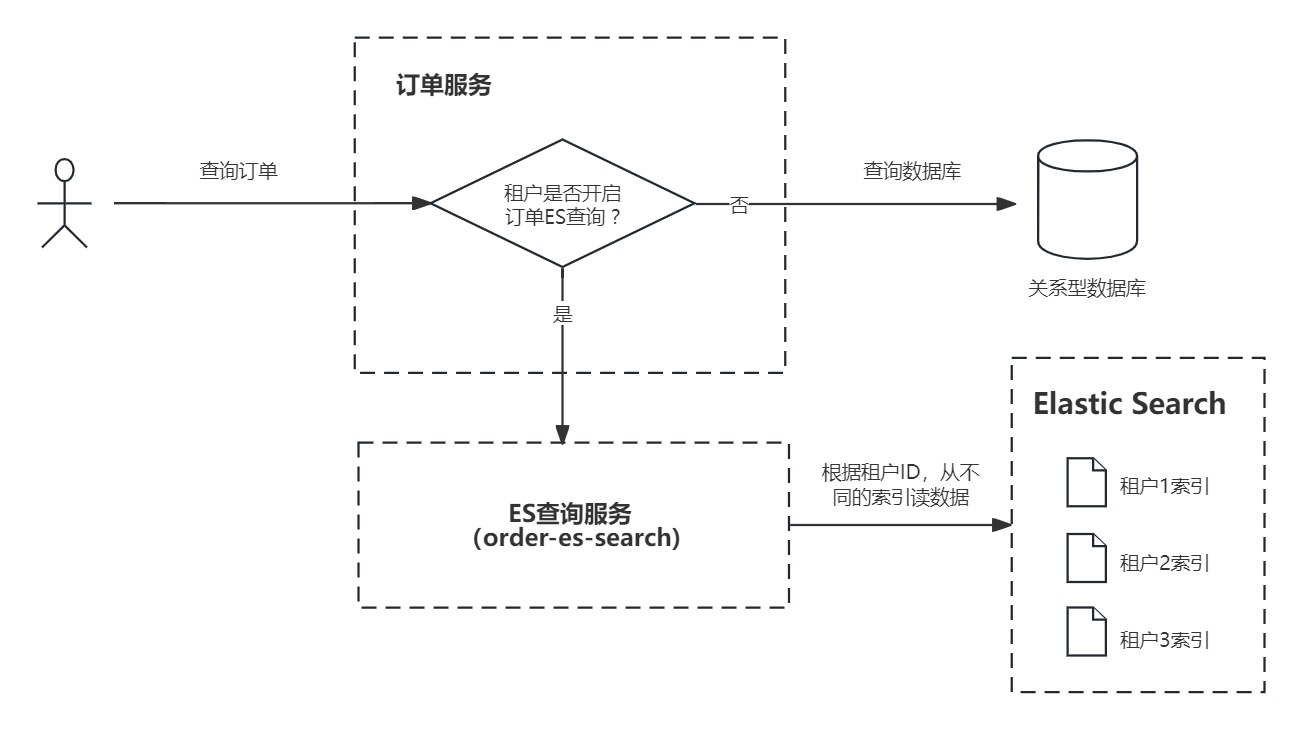 订单服务
查询订单
租户是否开启
订单ES查询？
否
查询数据库
关系型数据库
是
Elastic Search
租户1索引
租户2索引
租户3索引
ES查询服务
（order-es-search）
根据租户ID，从不
同的索引读数据